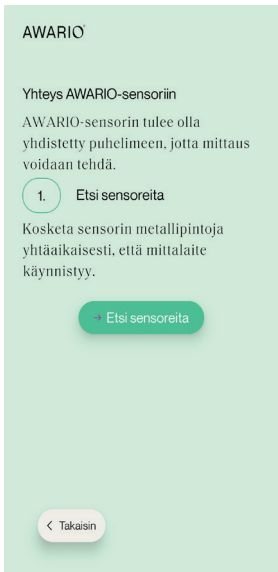 AWARIO
Yhteys AWARIO-sensoriin
AWARIO-sensorin tulee olla
yhdistetty puhelimeen, jotta mittaus
voidaan tehdä.
1. Etsi sensoreita
Kosketa sensorin metallipintoja
yhtäaikaisesti, että mittalaite
käynnistyy.
→ Etsi sensoreita
< Takaisin